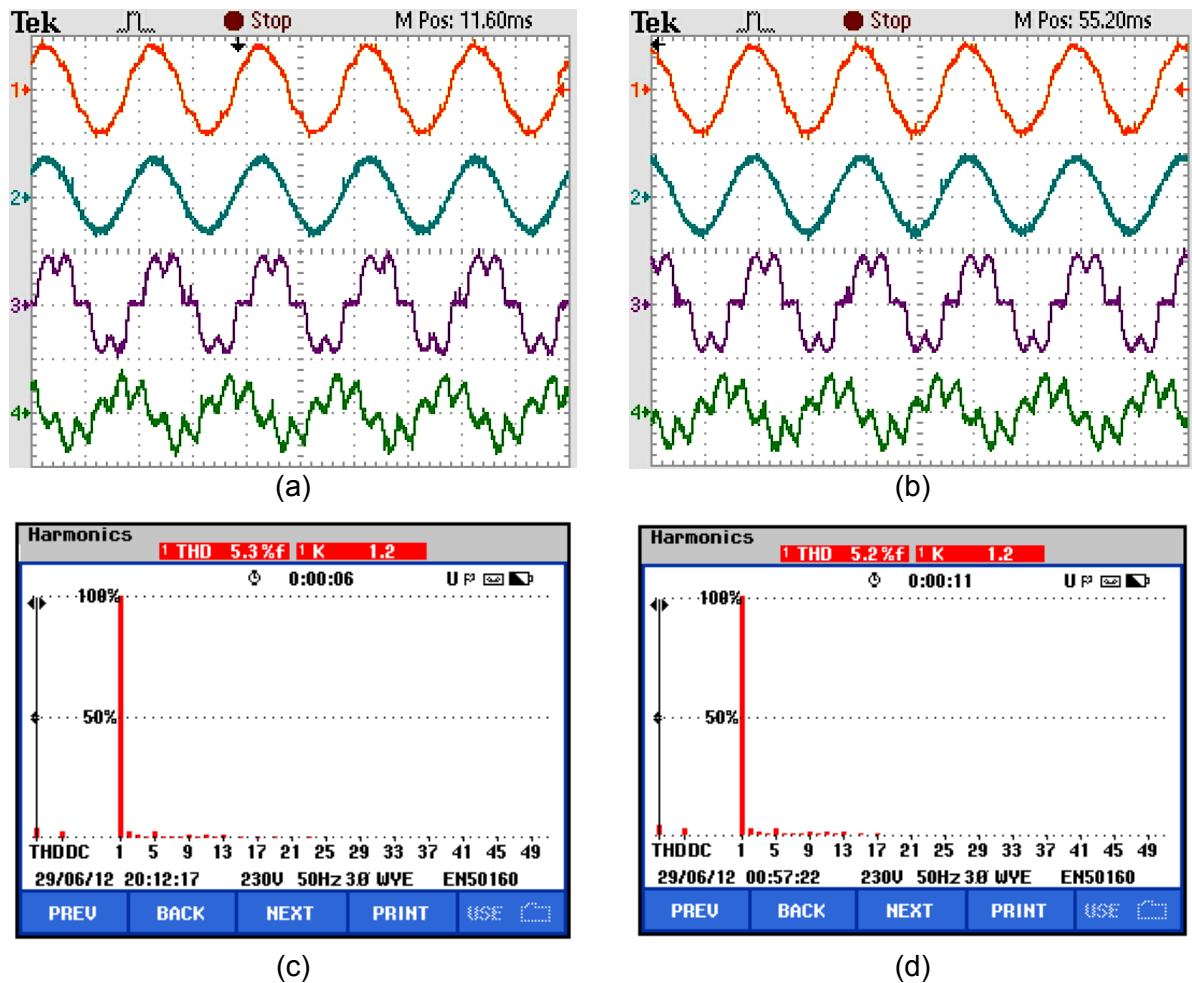 Tek Stop M Pos: 11.60ms
1
2
3
4
(a)
Tek Stop M Pos: 55.20ms
1
2
3
4
(b)
Harmonics
1 THD 5.3%f 1 K 1.2
0:00:06 U
100%
50%
THDDC 1 5 9 13 17 21 25 29 33 37 41 45 49
29/06/12 20:12:17 230V 50Hz 3Ø WYE EN50160
PREV BACK NEXT PRINT USE
(c)
Harmonics
1 THD 5.2%f 1 K 1.2
0:00:11 U
100%
50%
THDDC 1 5 9 13 17 21 25 29 33 37 41 45 49
29/06/12 00:57:22 230V 50Hz 3Ø WYE EN50160
PREV BACK NEXT PRINT USE
(d)